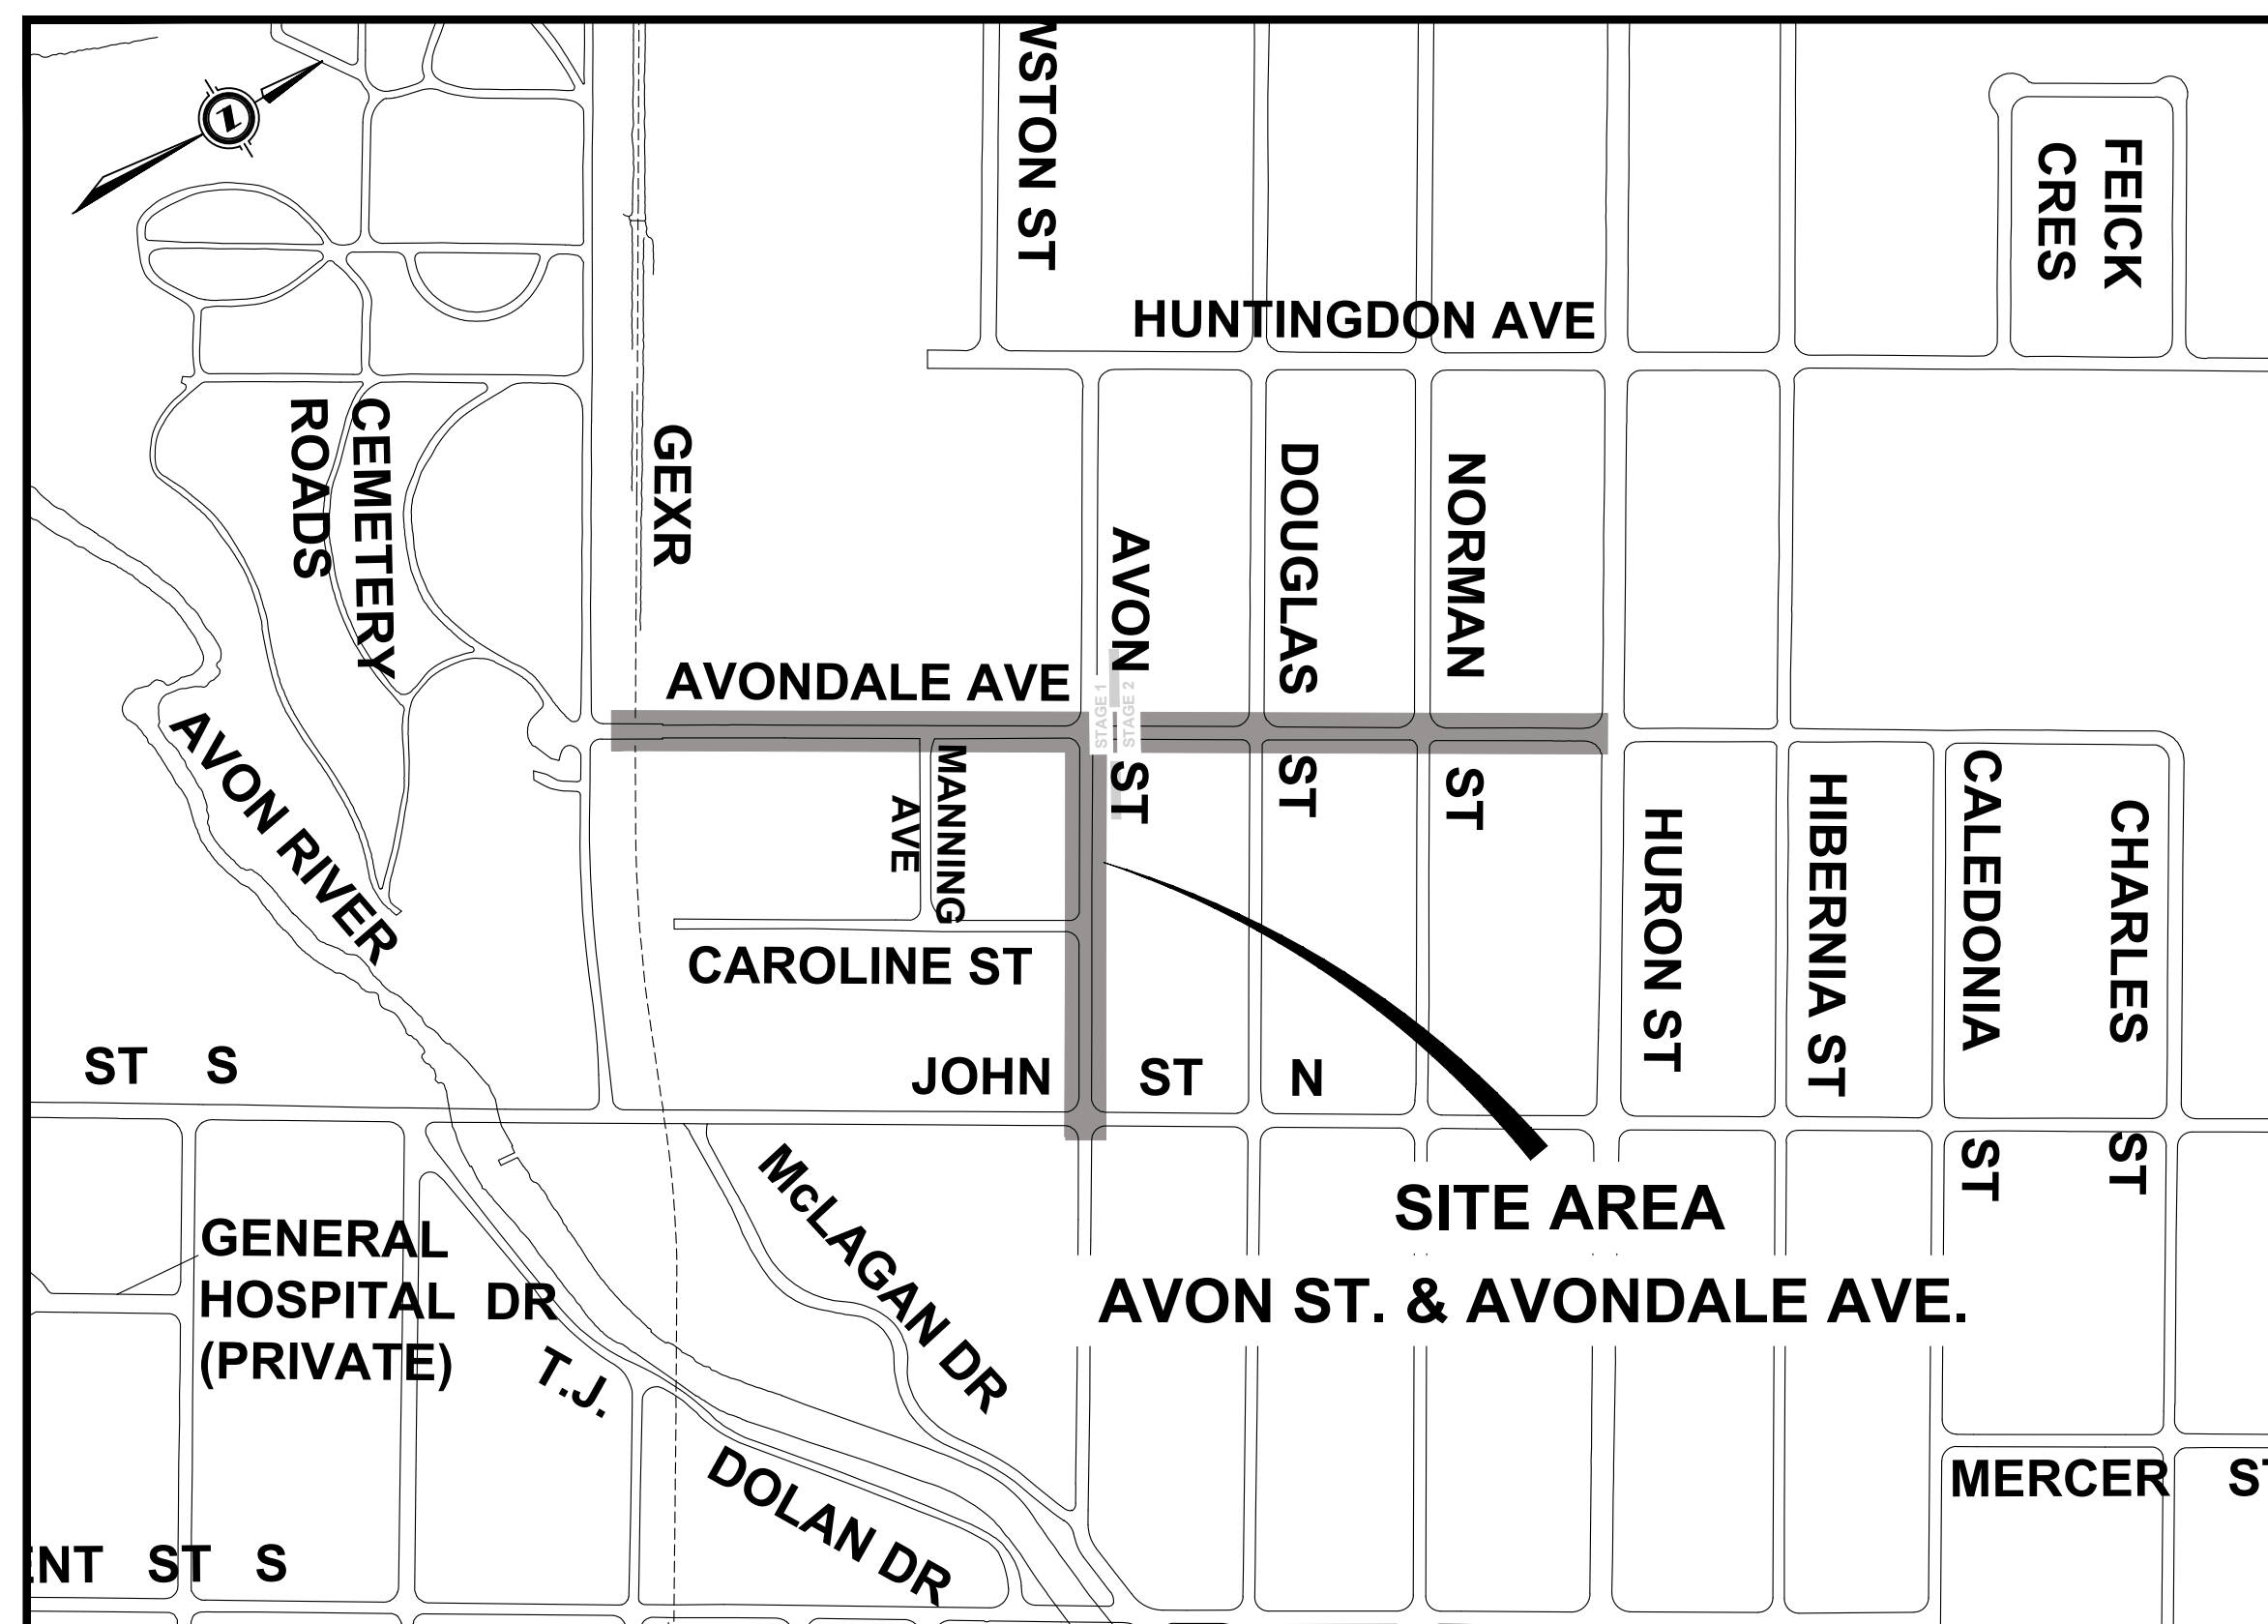 WSTON ST
FEICK
CRES
HUNTINGDON AVE
CEMETERY
ROADS
GEXR
AVON
DOUGLAS
NORMAN
AVONDALE AVE
STAGE 1
STAGE 2
ST
ST
ST
AVON RIVER
MANNING
AVE
HURON ST
HIBERNIA ST
CALEDONIA
CHARLES
CAROLINE ST
ST S
JOHN ST N
ST
ST
McLAGAN DR
SITE AREA
GENERAL
HOSPITAL DR
(PRIVATE)
AVON ST. & AVONDALE AVE.
T.J.
DOLAN DR
MERCER ST
ENT ST S